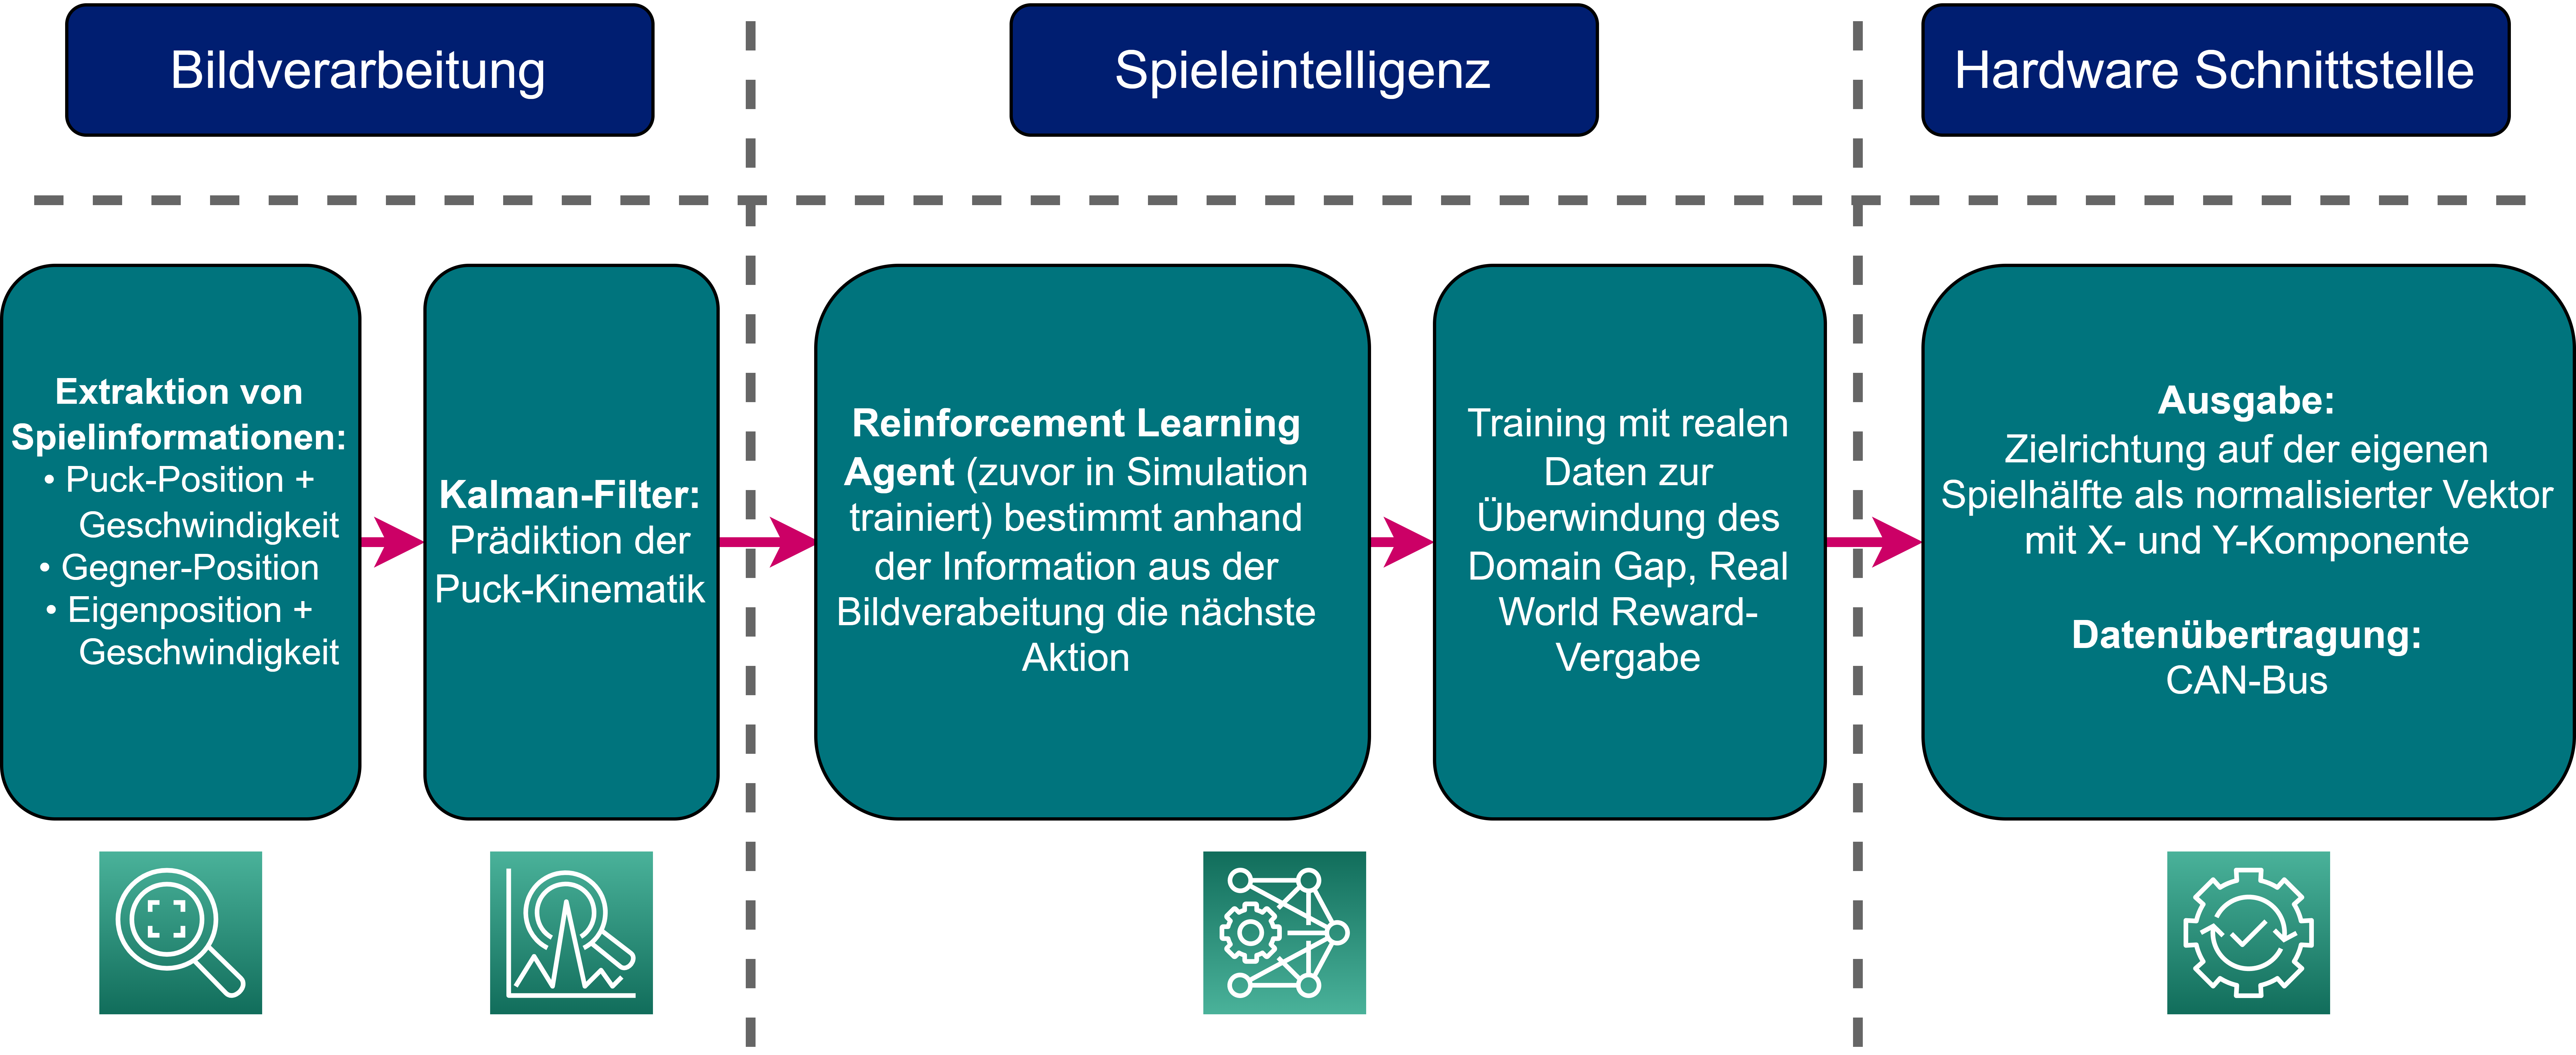 Bildverarbeitung
Spieleintelligenz
Hardware Schnittstelle
Extraktion von
Spielinformationen:
• Puck-Position +
Geschwindigkeit
• Gegner-Position
• Eigenposition +
Geschwindigkeit
Kalman-Filter:
Prädiktion der
Puck-Kinematik
Reinforcement Learning
Agent (zuvor in Simulation
trainiert) bestimmt anhand
der Information aus der
Bildverabeitung die nächste
Aktion
Training mit realen
Daten zur
Überwindung des
Domain Gap, Real
World Reward-
Vergabe
Ausgabe:
Zielrichtung auf der eigenen
Spielhälfte als normalisierter Vektor
mit X- und Y-Komponente
Datenübertragung:
CAN-Bus